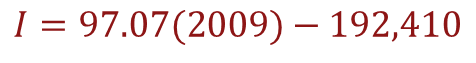 I = 97.07(2009) − 192,410